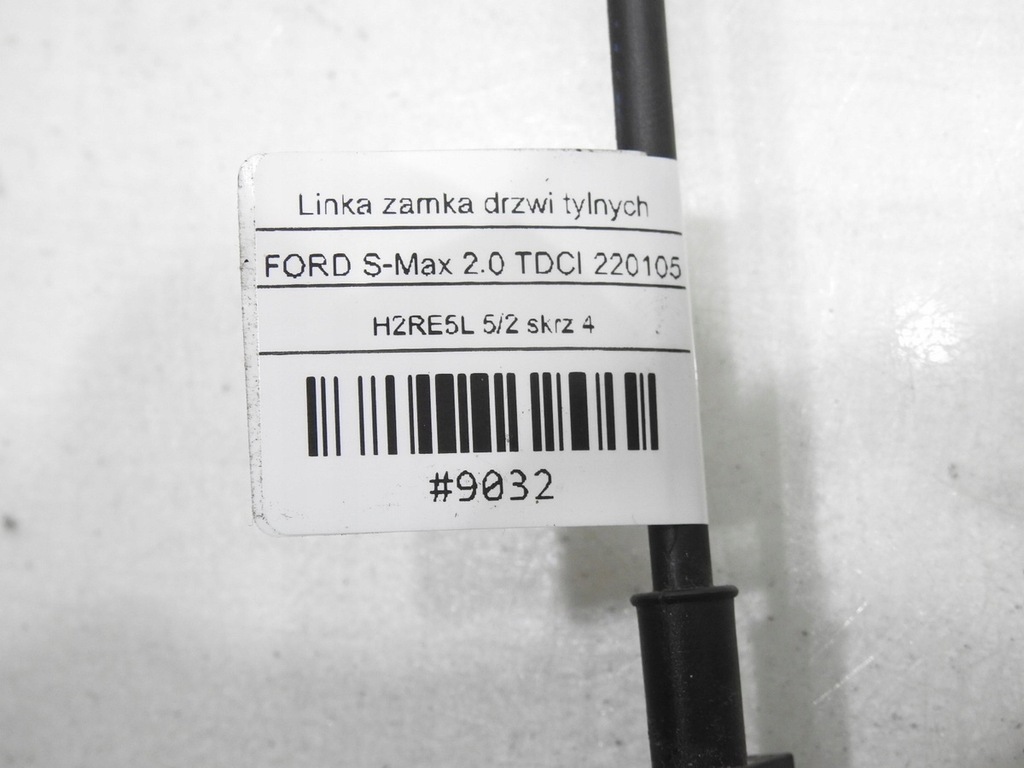 Linka zamka drzwi tylnych
FORD S-Max 2.0 TDCI 220105
H2RE5L 5/2 skrz 4
#9032